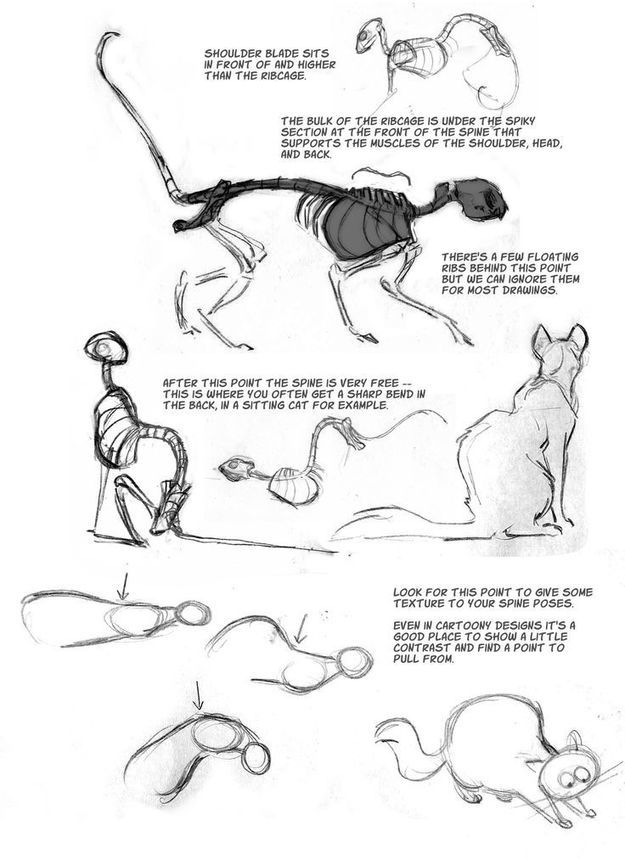 SHOULDER BLADE SITS
IN FRONT OF AND HIGHER
THAN THE RIBCAGE.
THE BULK OF THE RIBCAGE IS UNDER THE SPIKY
SECTION AT THE FRONT OF THE SPINE THAT
SUPPORTS THE MUSCLES OF THE SHOULDER, HEAD,
AND BACK.
THERE'S A FEW FLOATING
RIBS BEHIND THIS POINT
BUT WE CAN IGNORE THEM
FOR MOST DRAWINGS.
AFTER THIS POINT THE SPINE IS VERY FREE --
THIS IS WHERE YOU OFTEN GET A SHARP BEND IN
THE BACK, IN A SITTING CAT FOR EXAMPLE.
LOOK FOR THIS POINT TO GIVE SOME
TEXTURE TO YOUR SPINE POSES.
EVEN IN CARTOONY DESIGNS IT'S A
GOOD PLACE TO SHOW A LITTLE
CONTRAST AND FIND A POINT TO
PULL FROM.